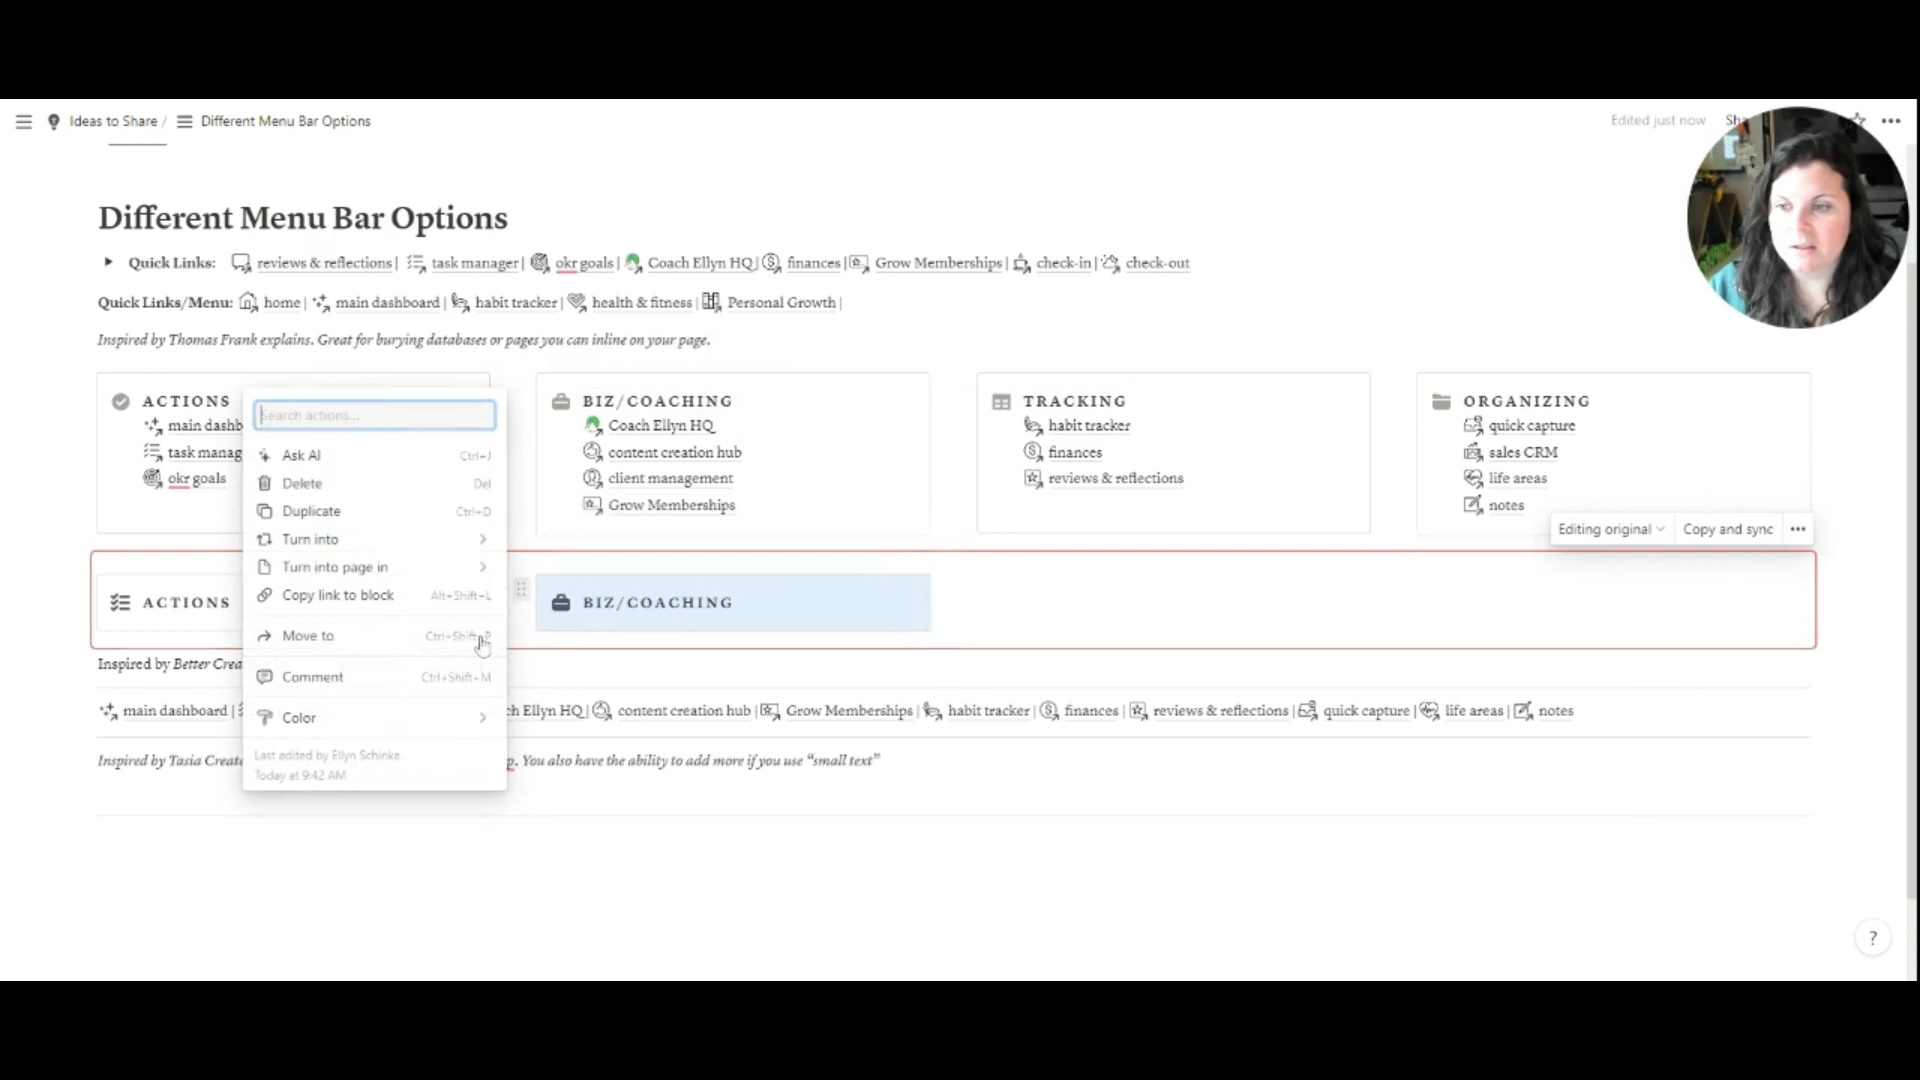 Ideas to Share / Different Menu Bar Options
Edited just now
Different Menu Bar Options
Quick Links: reviews & reflections | task manager | okr goals | Coach Ellyn HQ | finances | Grow Memberships | check-in | check-out
Quick Links/Menu: home | main dashboard | habit tracker | health & fitness | Personal Growth |
Inspired by Thomas Frank explains. Great for burying databases or pages you can inline on your page.
ACTIONS
okr goals
BIZ/COACHING
Coach Ellyn HQ
content creation hub
client management
Grow Memberships
TRACKING
habit tracker
finances
reviews & reflections
ORGANIZING
quick capture
sales CRM
life areas
notes
Editing original Copy and sync
Search actions...
Ask AI Ctrl+J
Delete Del
Duplicate Ctrl+D
Turn into
Turn into page in
Copy link to block Alt+Shift+L
Move to Ctrl+Shift+P
Comment Ctrl+Shift+M
Color
Last edited by Ellyn Schinke
Today at 9:42 AM
ACTIONS
BIZ/COACHING
Inspired by Better
main dashboard | Ellyn HQ | content creation hub | Grow Memberships | habit tracker | finances | reviews & reflections | quick capture | life areas | notes
Inspired by Tasia . You also have the ability to add more if you use “small text”
?